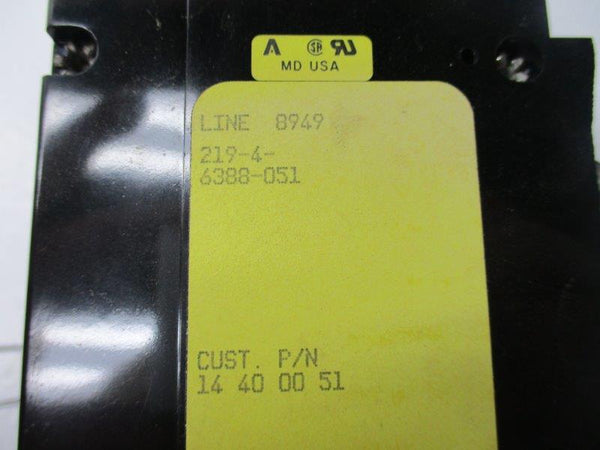 MD USA
LINE 8949
219-4-
6388-051
CUST. P/N
14 40 00 51